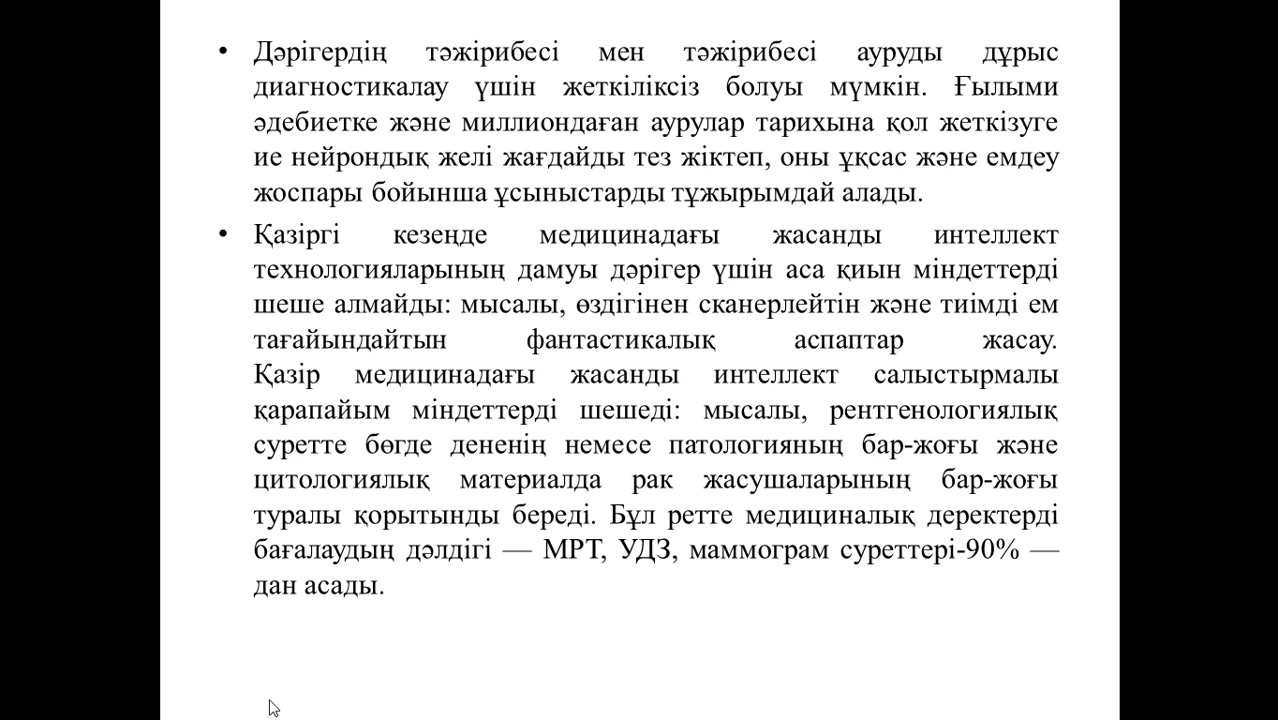 • Дәрігердің тәжірибесі мен тәжірибесі ауруды дұрыс
диагностикалау үшін жеткіліксіз болуы мүмкін. Ғылыми
әдебиетке және миллиондаған аурулар тарихына қол жеткізуге
ие нейрондық желі жағдайды тез жіктеп, оны ұқсас және емдеу
жоспары бойынша ұсыныстарды тұжырымдай алады.
• Қазіргі кезеңде медицинадағы жасанды интеллект
технологияларының дамуы дәрігер үшін аса қиын міндеттерді
шеше алмайды: мысалы, өздігінен сканерлейтін және тиімді ем
тағайындайтын фантастикалық аспаптар жасау.
Қазір медицинадағы жасанды интеллект салыстырмалы
қарапайым міндеттерді шешеді: мысалы, рентгенологиялық
суретте бөгде дененің немесе патологияның бар-жоғы және
цитологиялық материалда рак жасушаларының бар-жоғы
туралы қорытынды береді. Бұл ретте медициналық деректерді
бағалаудың дәлдігі — МРТ, УДЗ, маммограм суреттері-90% —
дан асады.